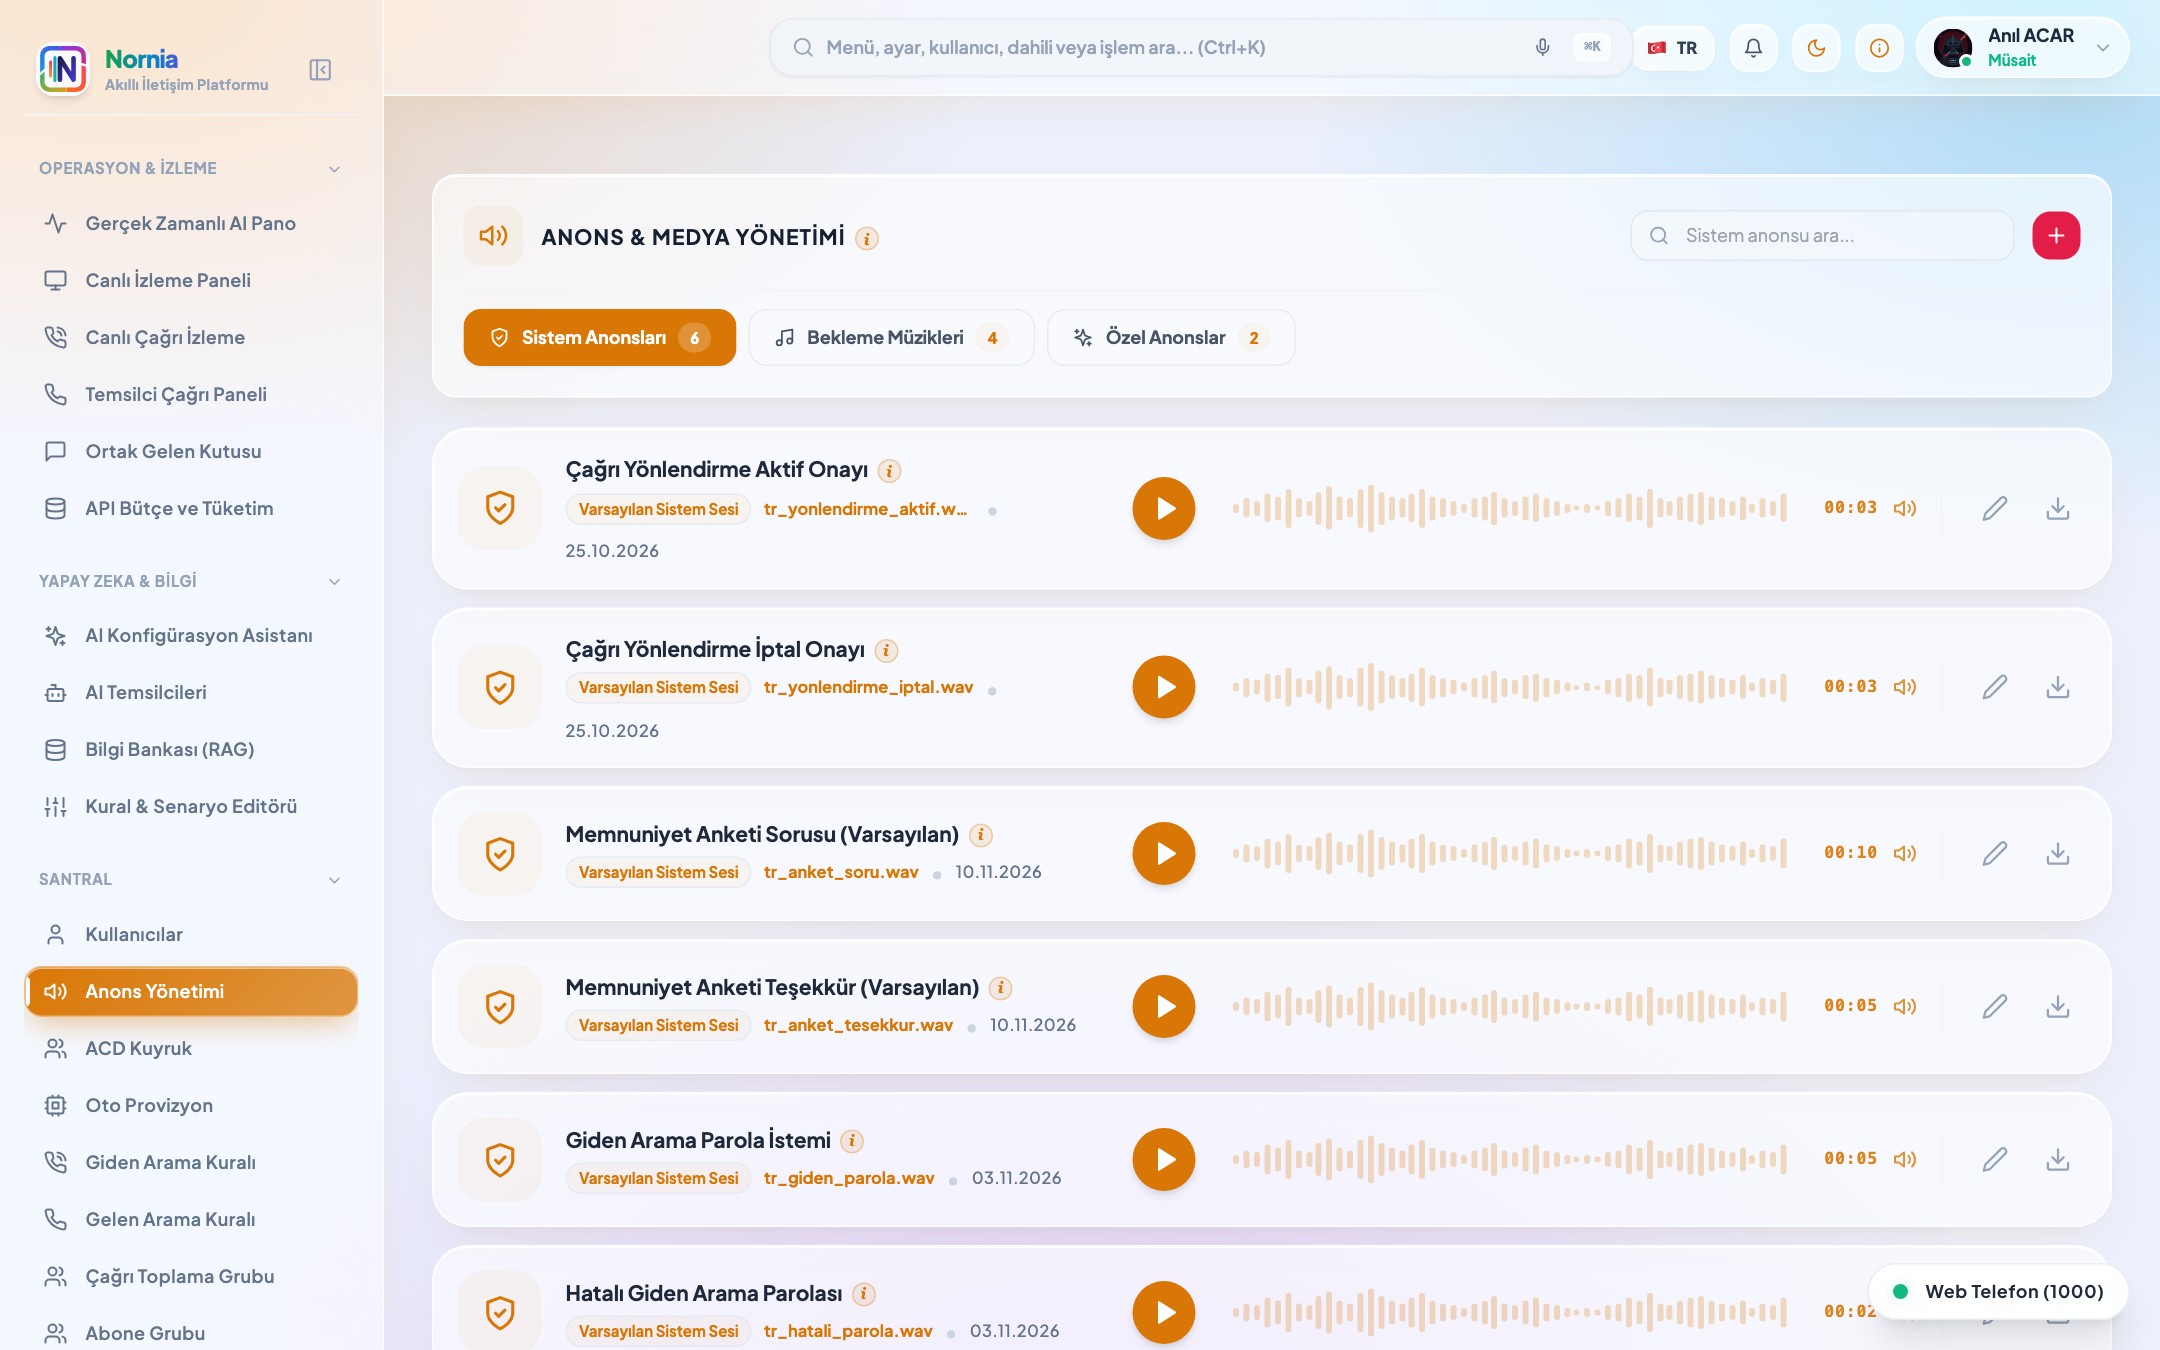 Nornia
Akıllı İletişim Platformu
Menü, ayar, kullanıcı, dahili veya işlem ara... (Ctrl+K)
⌘K
TR
Anıl ACAR
Müsait
OPERASYON & İZLEME
Gerçek Zamanlı AI Pano
Canlı İzleme Paneli
Canlı Çağrı İzleme
Temsilci Çağrı Paneli
Ortak Gelen Kutusu
API Bütçe ve Tüketim
YAPAY ZEKA & BİLGİ
AI Konfigürasyon Asistanı
AI Temsilcileri
Bilgi Bankası (RAG)
Kural & Senaryo Editörü
SANTRAL
Kullanıcılar
Anons Yönetimi
ACD Kuyruk
Oto Provizyon
Giden Arama Kuralı
Gelen Arama Kuralı
Çağrı Toplama Grubu
Abone Grubu
ANONS & MEDYA YÖNETİMİ
Sistem anonsu ara...
Sistem Anonsları 6
Bekleme Müzikleri 4
Özel Anonslar 2
Çağrı Yönlendirme Aktif Onayı
Varsayılan Sistem Sesi tr_yonlendirme_aktif.w...
25.10.2026
00:03
Çağrı Yönlendirme İptal Onayı
Varsayılan Sistem Sesi tr_yonlendirme_iptal.wav
25.10.2026
00:03
Memnuniyet Anketi Sorusu (Varsayılan)
Varsayılan Sistem Sesi tr_anket_soru.wav 10.11.2026
00:10
Memnuniyet Anketi Teşekkür (Varsayılan)
Varsayılan Sistem Sesi tr_anket_tesekkur.wav 10.11.2026
00:05
Giden Arama Parola İstemi
Varsayılan Sistem Sesi tr_giden_parola.wav 03.11.2026
00:05
Hatalı Giden Arama Parolası
Varsayılan Sistem Sesi tr_hatali_parola.wav 03.11.2026
00:02
Web Telefon (1000)